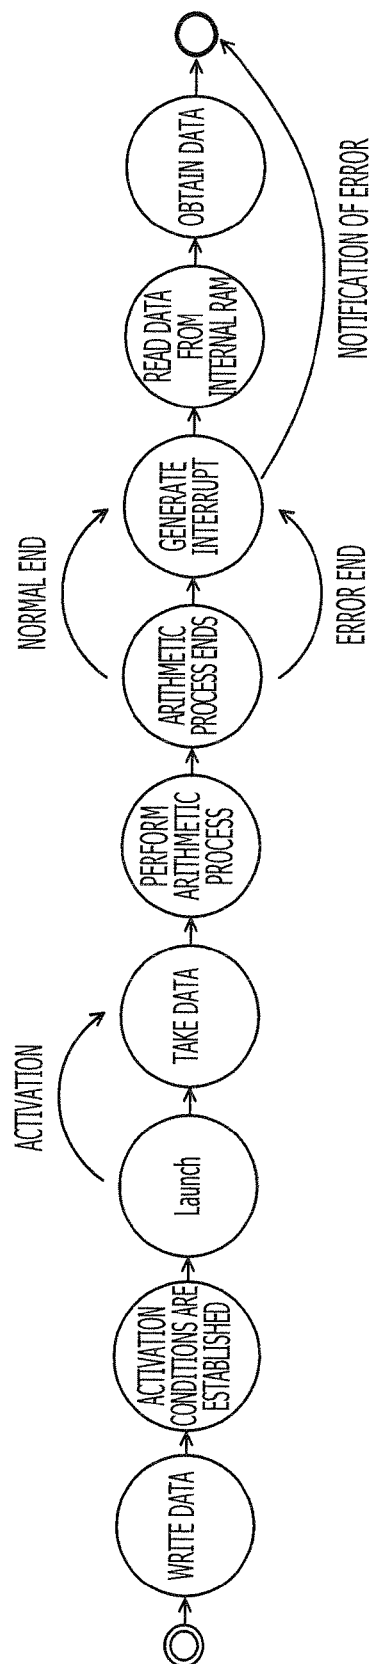 WRITE DATA
ACTIVATION
CONDITIONS ARE
ESTABLISHED
Launch
ACTIVATION
TAKE DATA
PERFORM
ARITHMETIC
PROCESS
ARITHMETIC
PROCESS ENDS
NORMAL END
ERROR END
GENERATE
INTERRUPT
READ DATA
FROM
INTERNAL RAM
NOTIFICATION OF ERROR
OBTAIN DATA